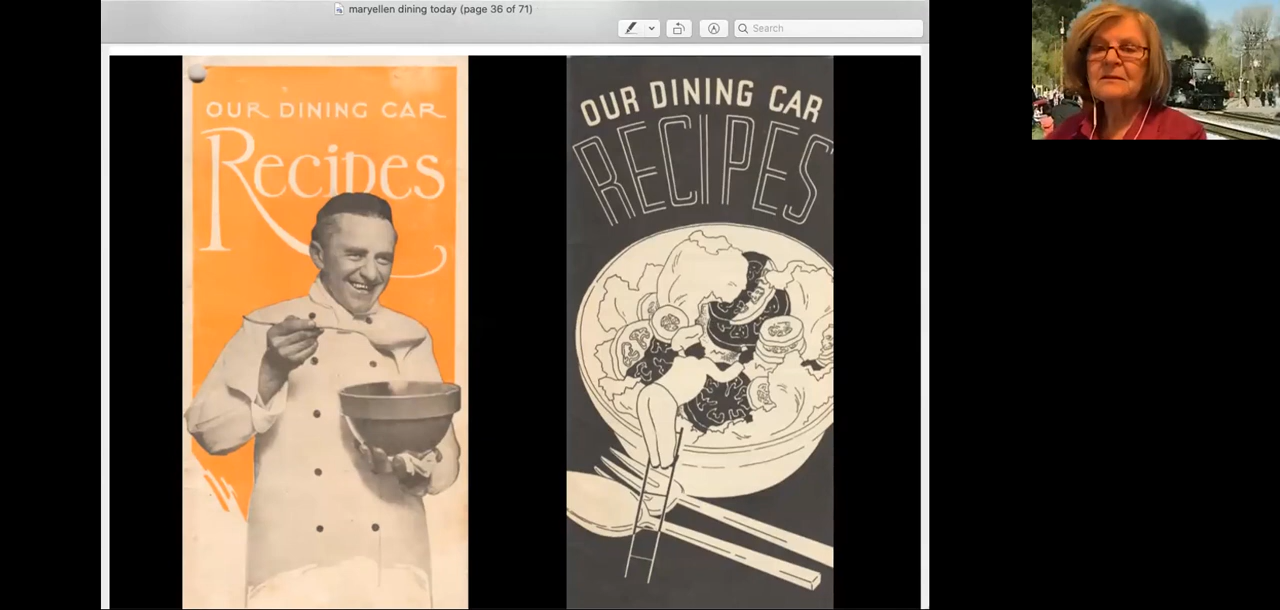 maryellen dining today (page 36 of 71)
Search
OUR DINING CAR
Recipes
OUR DINING CAR
RECIPES